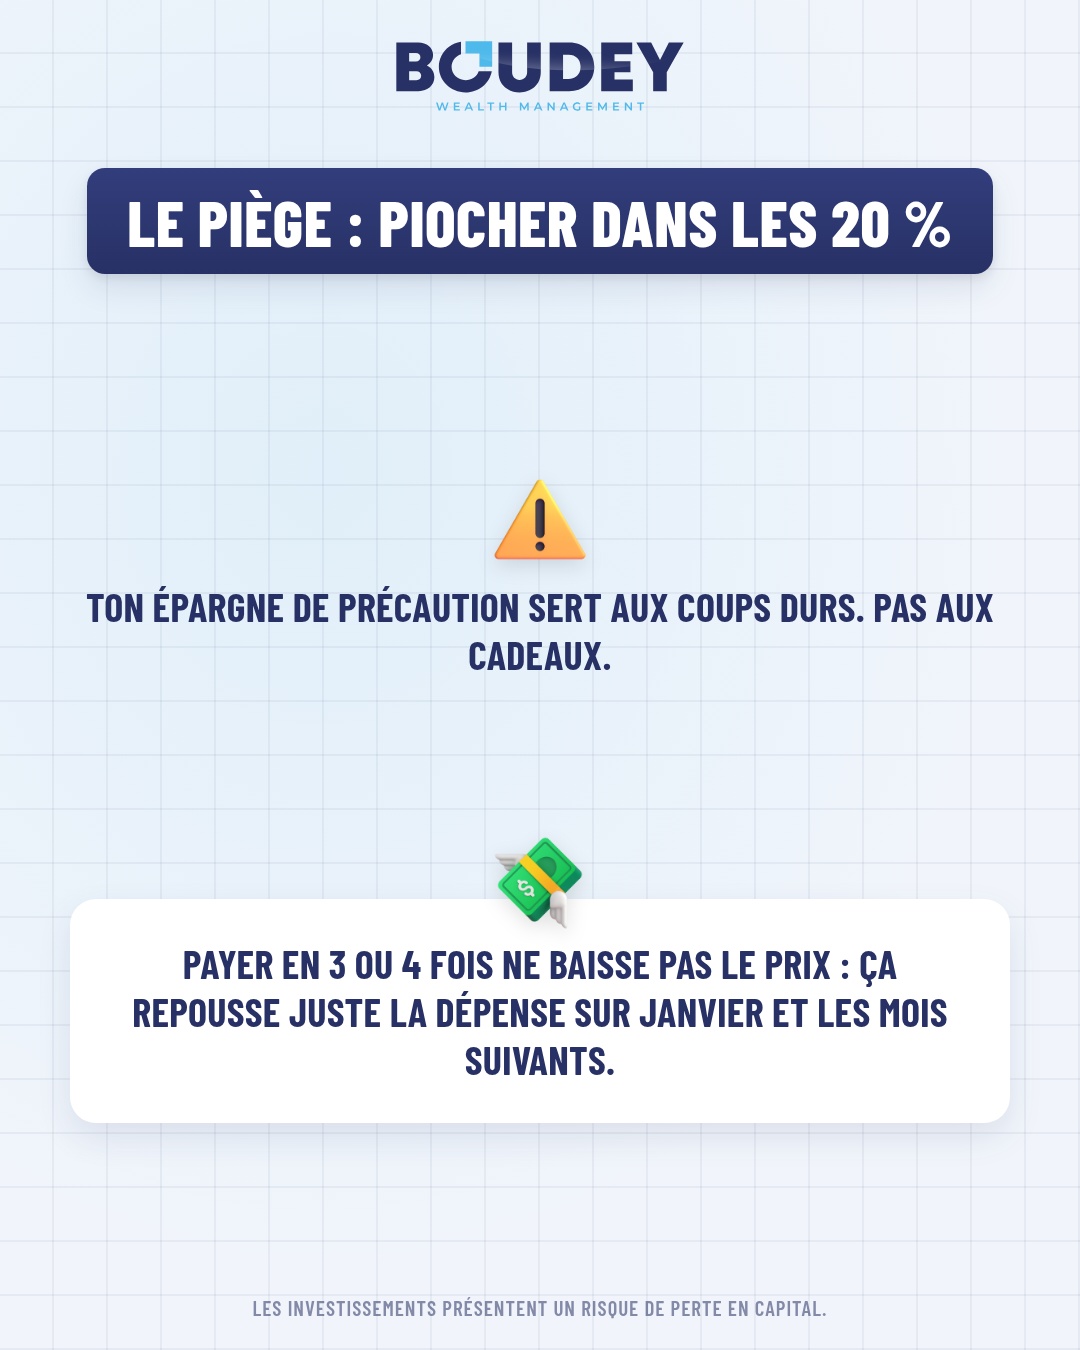 BOUDEY
WEALTH MANAGEMENT
LE PIÈGE : PIOCHER DANS LES 20 %
TON ÉPARGNE DE PRÉCAUTION SERT AUX COUPS DURS. PAS AUX
CADEAUX.
PAYER EN 3 OU 4 FOIS NE BAISSE PAS LE PRIX : ÇA
REPOUSSE JUSTE LA DÉPENSE SUR JANVIER ET LES MOIS
SUIVANTS.
LES INVESTISSEMENTS PRÉSENTENT UN RISQUE DE PERTE EN CAPITAL.